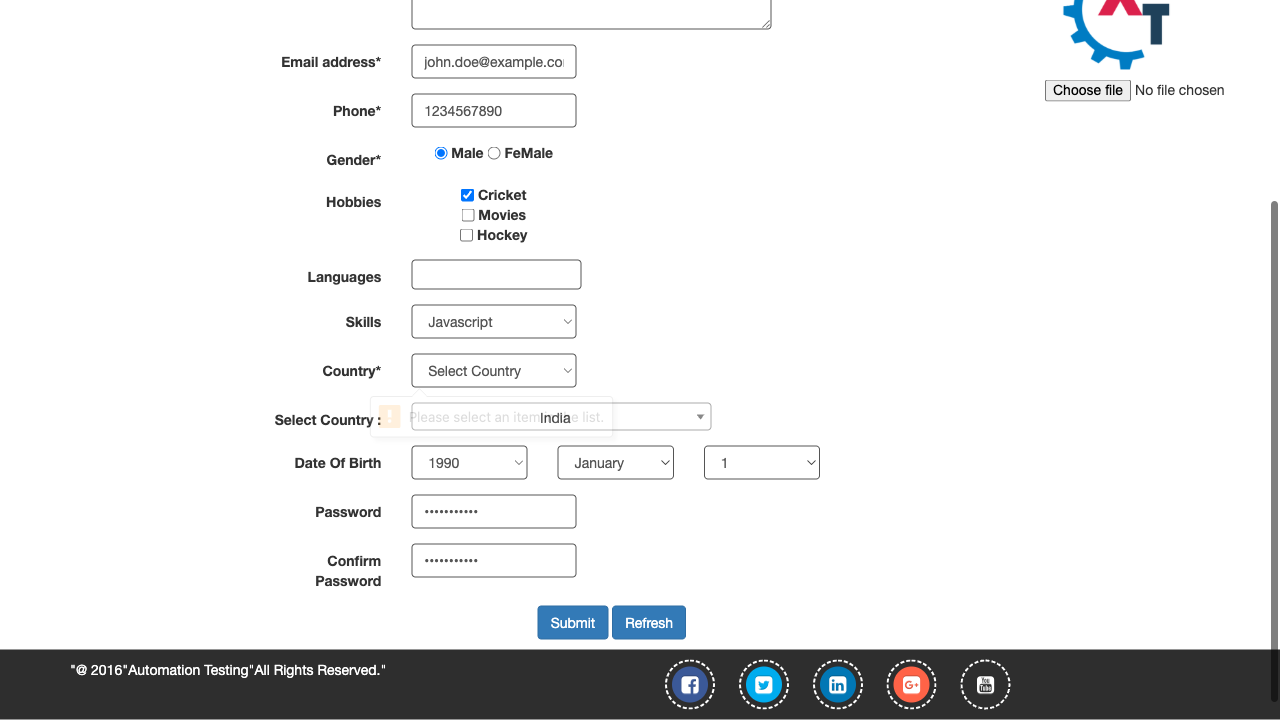 XT
Email address*
john.doe@example.co
Choose file No file chosen
Phone*
1234567890
Gender*
Male FeMale
Hobbies
Cricket
Movies
Hockey
Languages
Skills
Javascript
Country*
Select Country
Select Country :
Please select an item in the list.
India
Date Of Birth
1990 January 1
Password
•••••••••••
Confirm
Password
•••••••••••
Submit Refresh
"@ 2016"Automation Testing"All Rights Reserved."